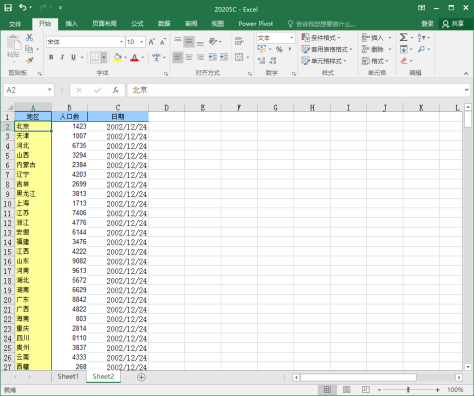 Z0205C - Excel
文件 开始 插入 页面布局 公式 数据 审阅 视图 Power Pivot 告诉我您想要做什么... 登录 共享
粘贴 宋体 10 文本 条件格式 插入
套用表格格式 删除
单元格样式 格式
剪贴板 字体 对齐方式 数字 样式 单元格 编辑
A2 北京
A B C D E F G H I J K L
1 地区 人口数 日期
2 北京 1423 2002/12/24
3 天津 1007 2002/12/24
4 河北 6735 2002/12/24
5 山西 3294 2002/12/24
6 内蒙古 2384 2002/12/24
7 辽宁 4203 2002/12/24
8 吉林 2699 2002/12/24
9 黑龙江 3813 2002/12/24
10 上海 1713 2002/12/24
11 江苏 7406 2002/12/24
12 浙江 4776 2002/12/24
13 安徽 6144 2002/12/24
14 福建 3476 2002/12/24
15 江西 4222 2002/12/24
16 山东 9082 2002/12/24
17 河南 9613 2002/12/24
18 湖北 5672 2002/12/24
19 湖南 6629 2002/12/24
20 广东 8842 2002/12/24
21 广西 4822 2002/12/24
22 海南 803 2002/12/24
23 重庆 2814 2002/12/24
24 四川 8110 2002/12/24
25 贵州 3837 2002/12/24
26 云南 4333 2002/12/24
27 西藏 268 2002/12/24
Sheet1 Sheet2
就绪 100%